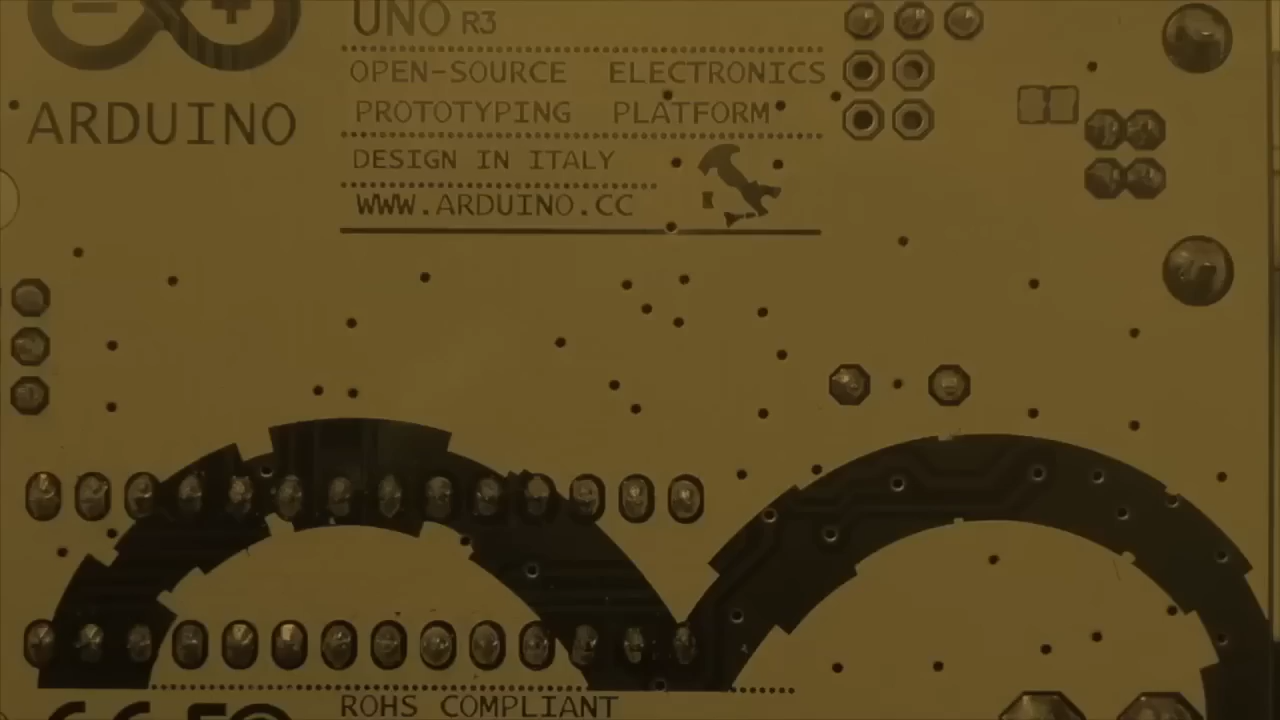 UNO R3
OPEN-SOURCE ELECTRONICS
PROTOTYPING PLATFORM
ARDUINO
DESIGN IN ITALY
WWW.ARDUINO.CC
ROHS COMPLIANT